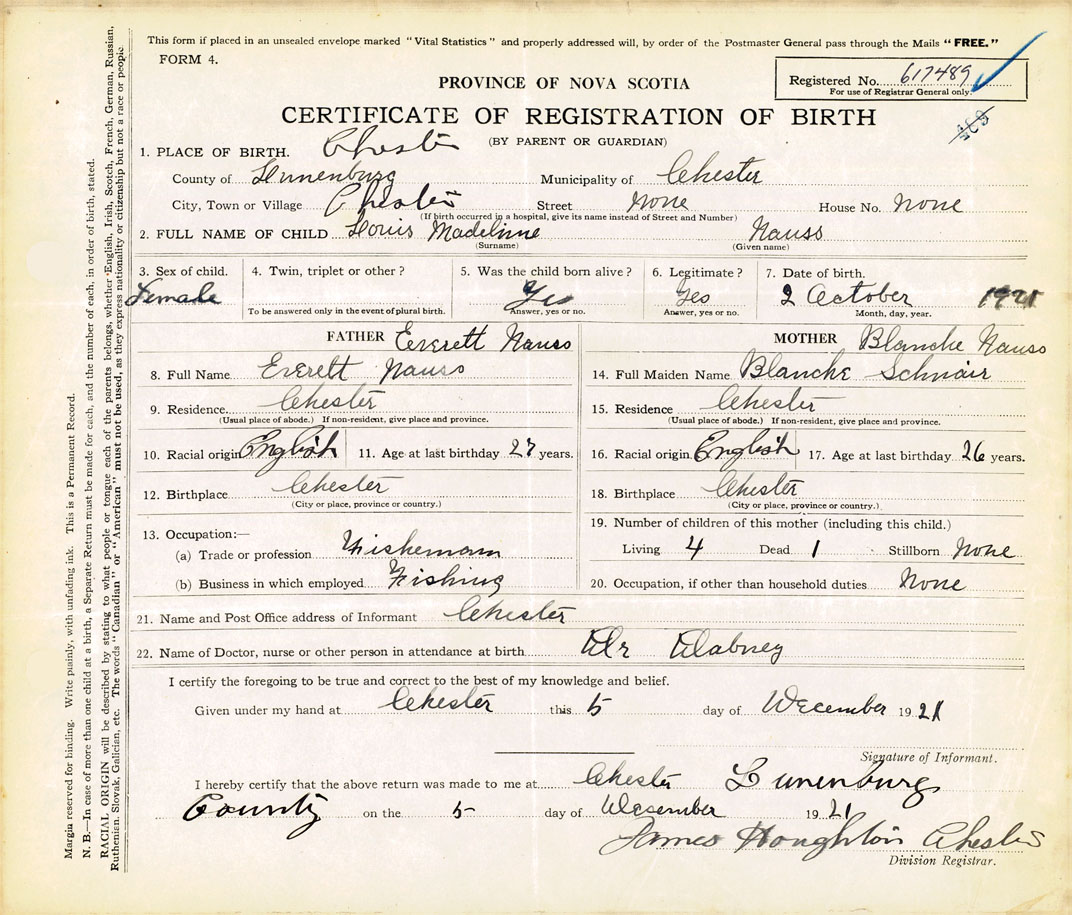 This form if placed in an unsealed envelope marked "Vital Statistics" and properly addressed will, by order of the Postmaster General pass through the Mails "FREE."
FORM 4.
Registered No. 617489
For use of Registrar General only.
PROVINCE OF NOVA SCOTIA
CERTIFICATE OF REGISTRATION OF BIRTH
(BY PARENT OR GUARDIAN)
1. PLACE OF BIRTH. Chester
County of Lunenburg Municipality of Chester
City, Town or Village Chester Street None House No. None
(If birth occurred in a hospital, give its name instead of Street and Number)
2. FULL NAME OF CHILD Louis Madeline Nauss
(Surname) (Given name)
3. Sex of child. 4. Twin, triplet or other? 5. Was the child born alive? 6. Legitimate? 7. Date of birth.
Female Yes Yes 2 October 1921
To be answered only in the event of plural birth. Answer, yes or no. Answer, yes or no. Month, day, year.
FATHER Everett Nauss MOTHER Blanche Nauss
8. Full Name Everett Nauss 14. Full Maiden Name Blanche Schnair
9. Residence Chester 15. Residence Chester
(Usual place of abode.) If non-resident, give place and province. (Usual place of abode.) If non-resident, give place and province.
10. Racial origin English 11. Age at last birthday 27 years. 16. Racial origin English 17. Age at last birthday 26 years.
12. Birthplace Chester 18. Birthplace Chester
(City or place, province or country.) (City or place, province or country.)
13. Occupation:— 19. Number of children of this mother (including this child.)
(a) Trade or profession Fisherman Living 4 Dead 1 Stillborn None
(b) Business in which employed Fishing 20. Occupation, if other than household duties None
21. Name and Post Office address of Informant Chester
22. Name of Doctor, nurse or other person in attendance at birth Dr Dabney
I certify the foregoing to be true and correct to the best of my knowledge and belief.
Given under my hand at Chester this 5 day of December 1921
Signature of Informant.
I hereby certify that the above return was made to me at Chester Lunenburg
County on the 5 day of December 1921
James Houghton Chester
Division Registrar.
Margin reserved for binding. Write puainly, with unfading ink. This is a Permanent Record.
N. B.—In case of more than one child at a birth, a Separate Return must be made for each, and the number of each, in order of birth, stated.
RACIAL ORIGIN will be described by stating to what people or tongue each of the parents belongs, whether English, Irish, Scotch, French, German, Russian,
Ruthenian, Slovak, Galician, etc. The words "Canadian" or "American" must not be used, as they express nationality or citizenship but not a race or people